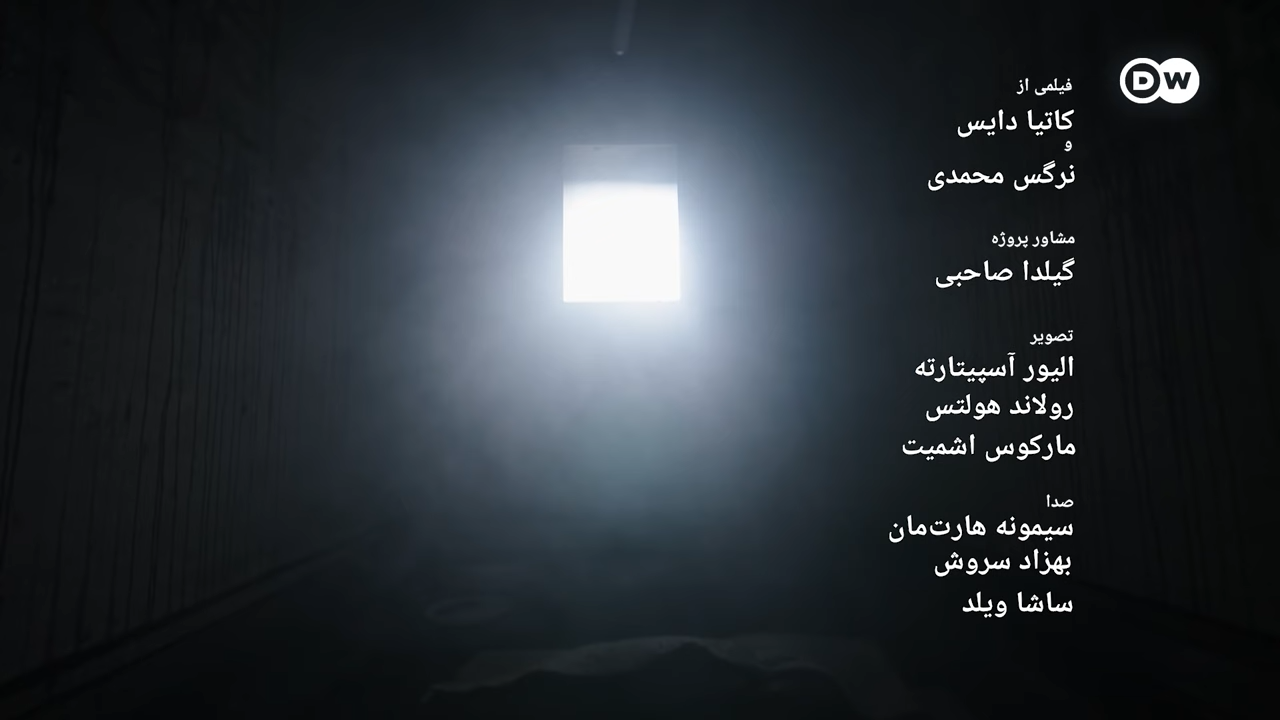 DW
فیلمی از
کاتیا دایس
و
نرگس محمدی
مشاور پروژه
گیلدا صاحبی
تصویر
الیور آسپیتارته
رولاند هولتس
مارکوس اشمیت
صدا
سیمونه هارت‌مان
بهزاد سروش
ساشا ویلد